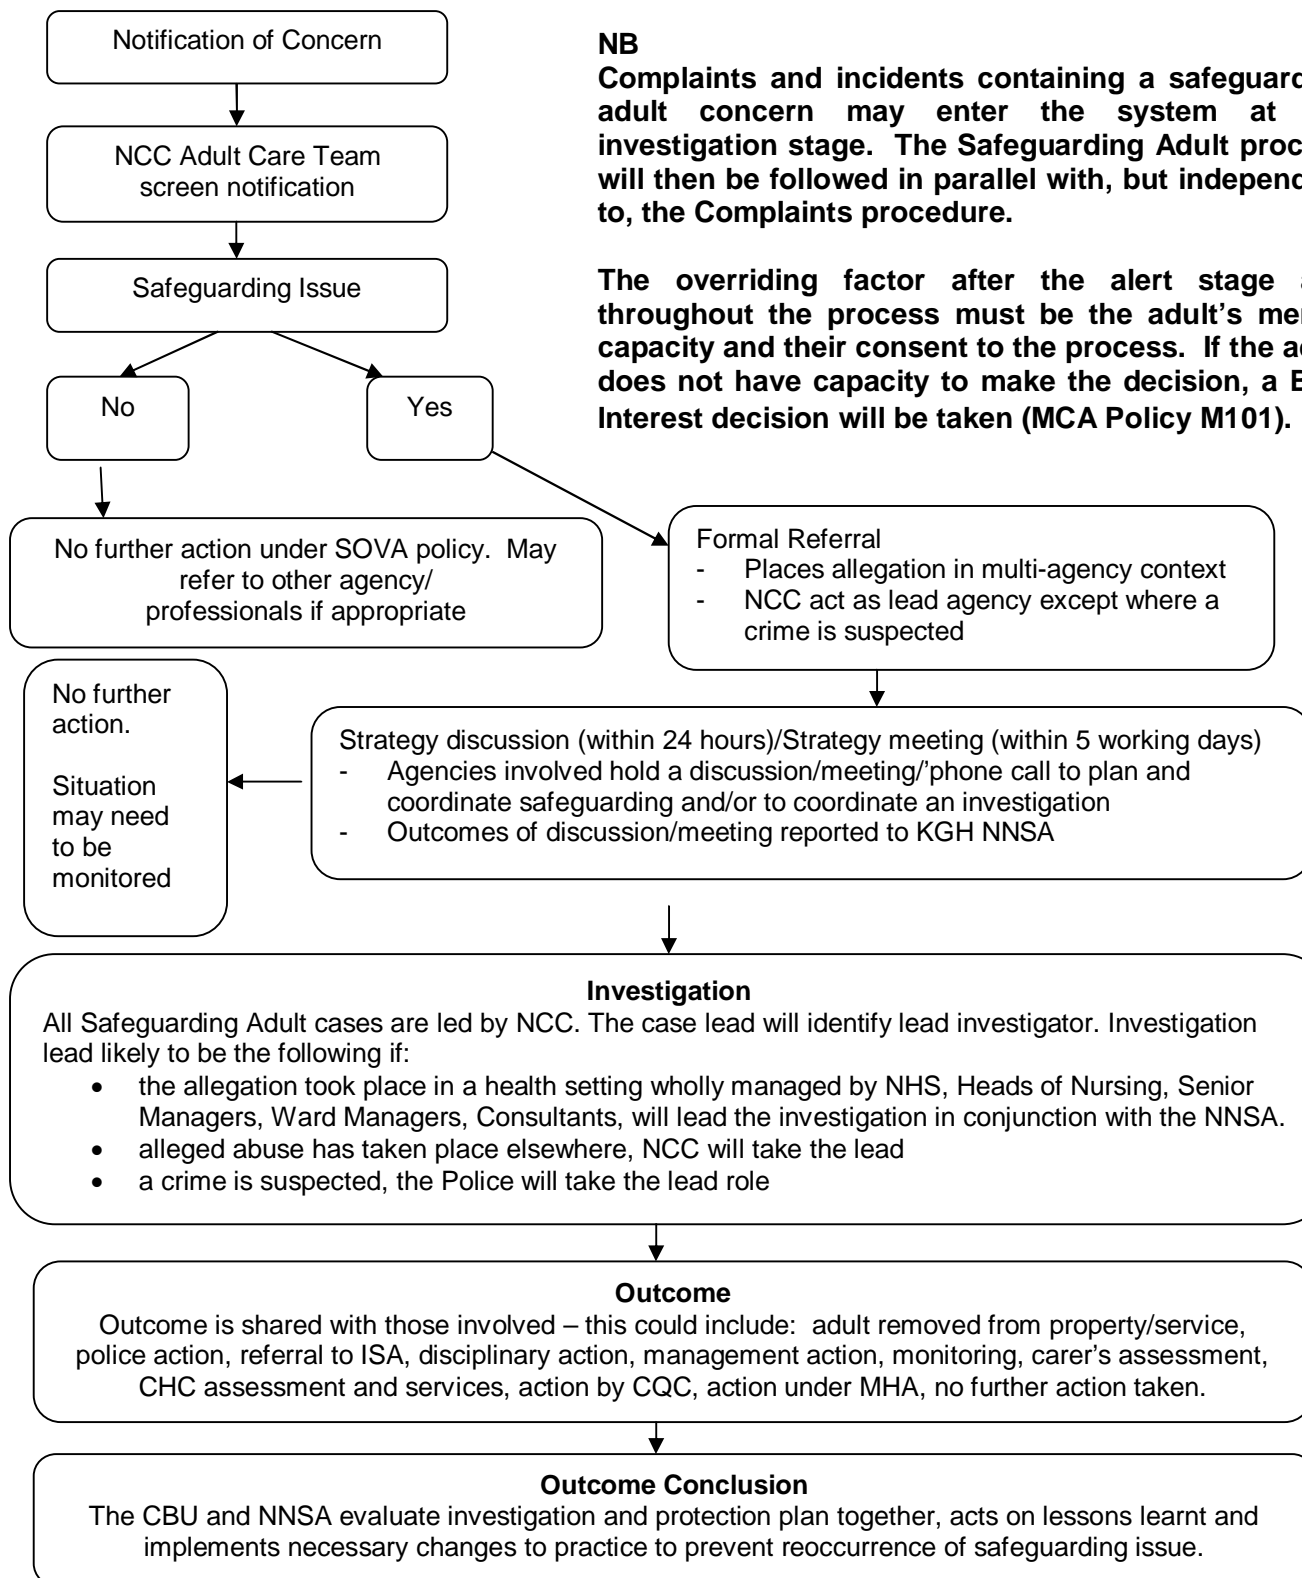 Notification of Concern
NCC Adult Care Team
screen notification
Safeguarding Issue
No
Yes
NB
Complaints and incidents containing a
adult concern may enter the system at
investigation stage. The Safeguarding Adult
will then be followed in parallel with, but
to, the Complaints procedure.
The overriding factor after the alert stage
throughout the process must be the adult's
capacity and their consent to the process. If the
does not have capacity to make the decision, a
Interest decision will be taken (MCA Policy M101).
No further action under SOVA policy. May
refer to other agency/
professionals if appropriate
Formal Referral
- Places allegation in multi-agency context
- NCC act as lead agency except where a
crime is suspected
No further
action.
Situation
may need
to be
monitored
Strategy discussion (within 24 hours)/Strategy meeting (within 5 working days)
- Agencies involved hold a discussion/meeting/'phone call to plan and
coordinate safeguarding and/or to coordinate an investigation
- Outcomes of discussion/meeting reported to KGH NNSA
Investigation
All Safeguarding Adult cases are led by NCC. The case lead will identify lead investigator. Investigation
lead likely to be the following if:
• the allegation took place in a health setting wholly managed by NHS, Heads of Nursing, Senior
Managers, Ward Managers, Consultants, will lead the investigation in conjunction with the NNSA.
• alleged abuse has taken place elsewhere, NCC will take the lead
• a crime is suspected, the Police will take the lead role
Outcome
Outcome is shared with those involved – this could include: adult removed from property/service,
police action, referral to ISA, disciplinary action, management action, monitoring, carer's assessment,
CHC assessment and services, action by CQC, action under MHA, no further action taken.
Outcome Conclusion
The CBU and NNSA evaluate investigation and protection plan together, acts on lessons learnt and
implements necessary changes to practice to prevent reoccurrence of safeguarding issue.